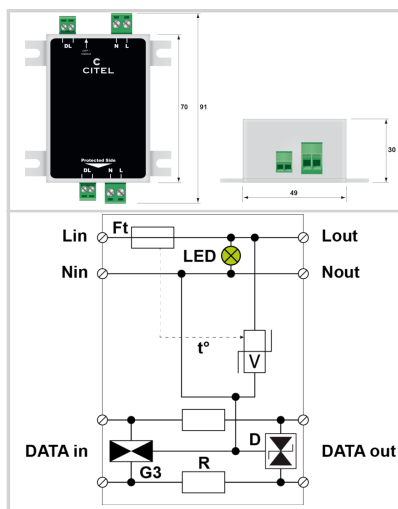 DL N L
C
CITEL
Protected Side
DL N L
70
91
30
49
Lin Ft Lout
LED
Nin Nout
t°
V
DATA in D DATA out
G3 R